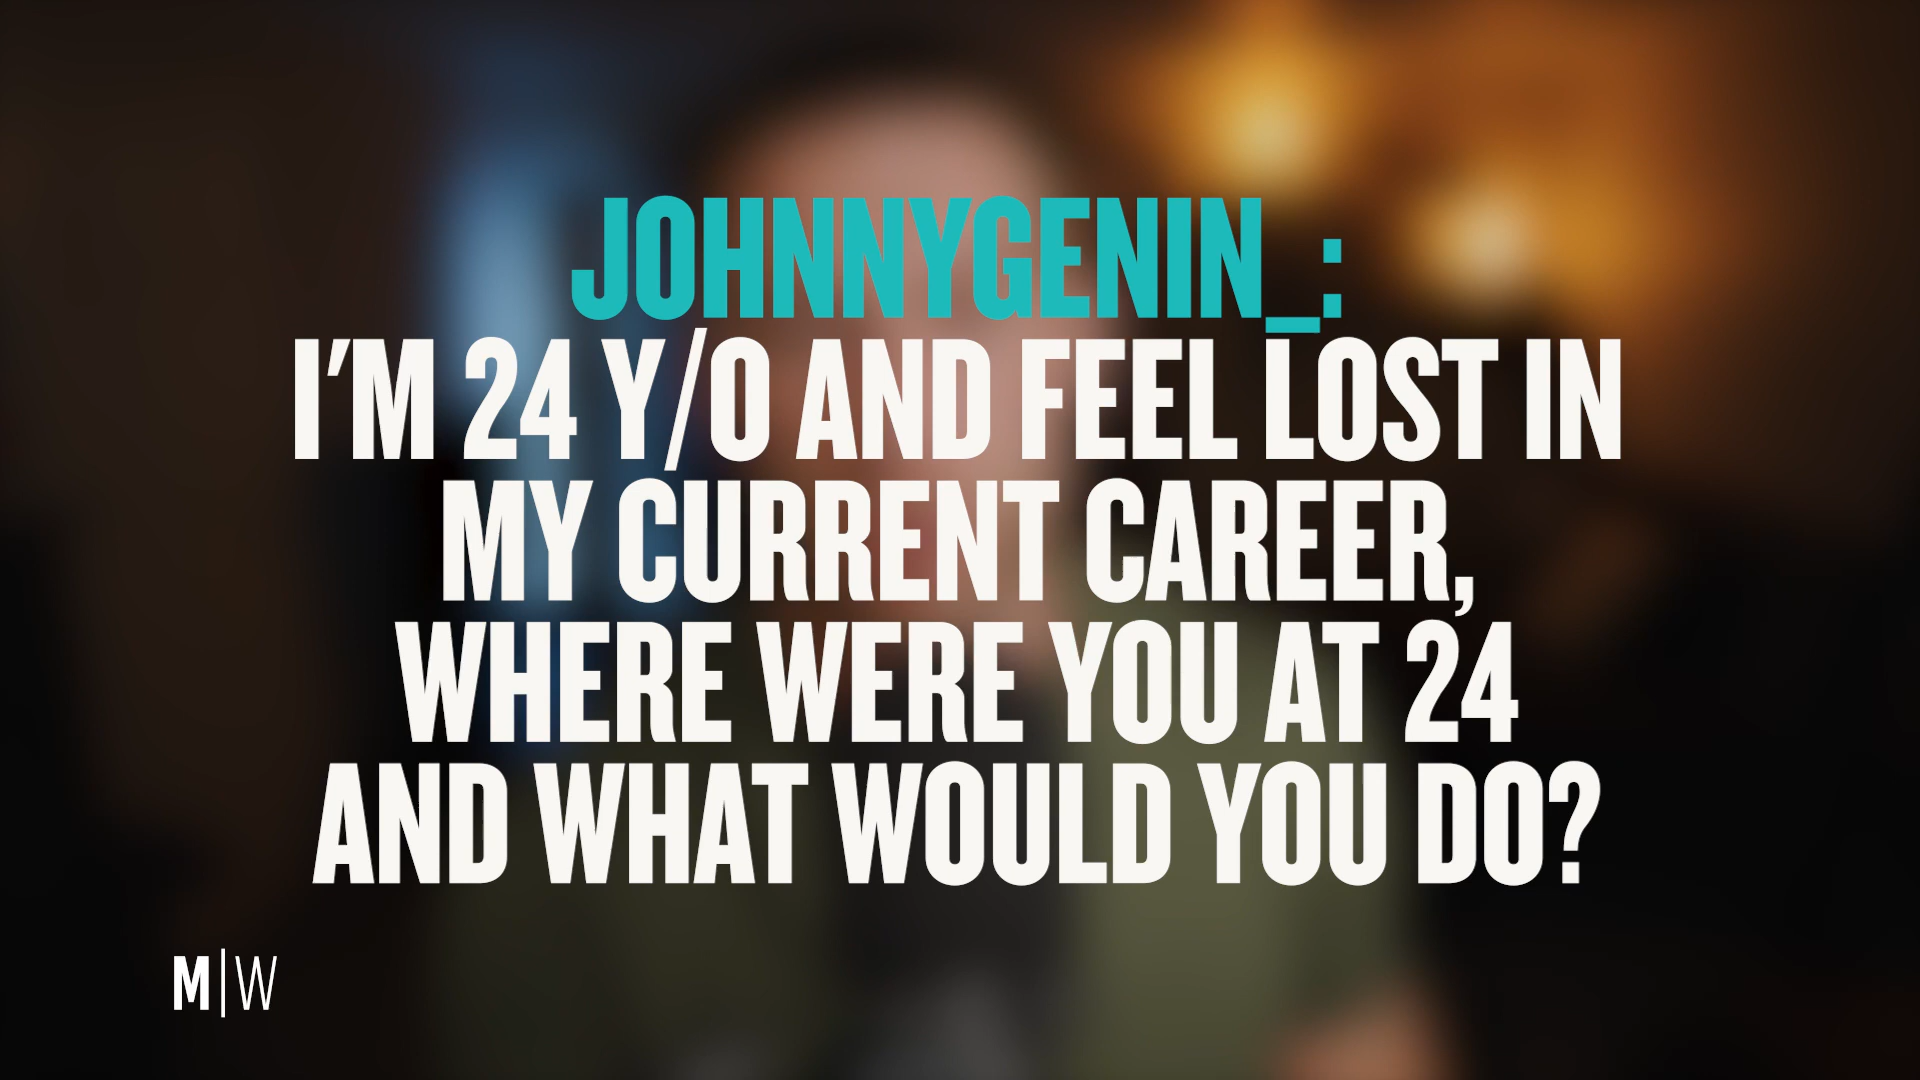 JOHNNYGENIN_:
I'M 24 Y/O AND FEEL LOST IN
MY CURRENT CAREER,
WHERE WERE YOU AT 24
AND WHAT WOULD YOU DO?
M|W